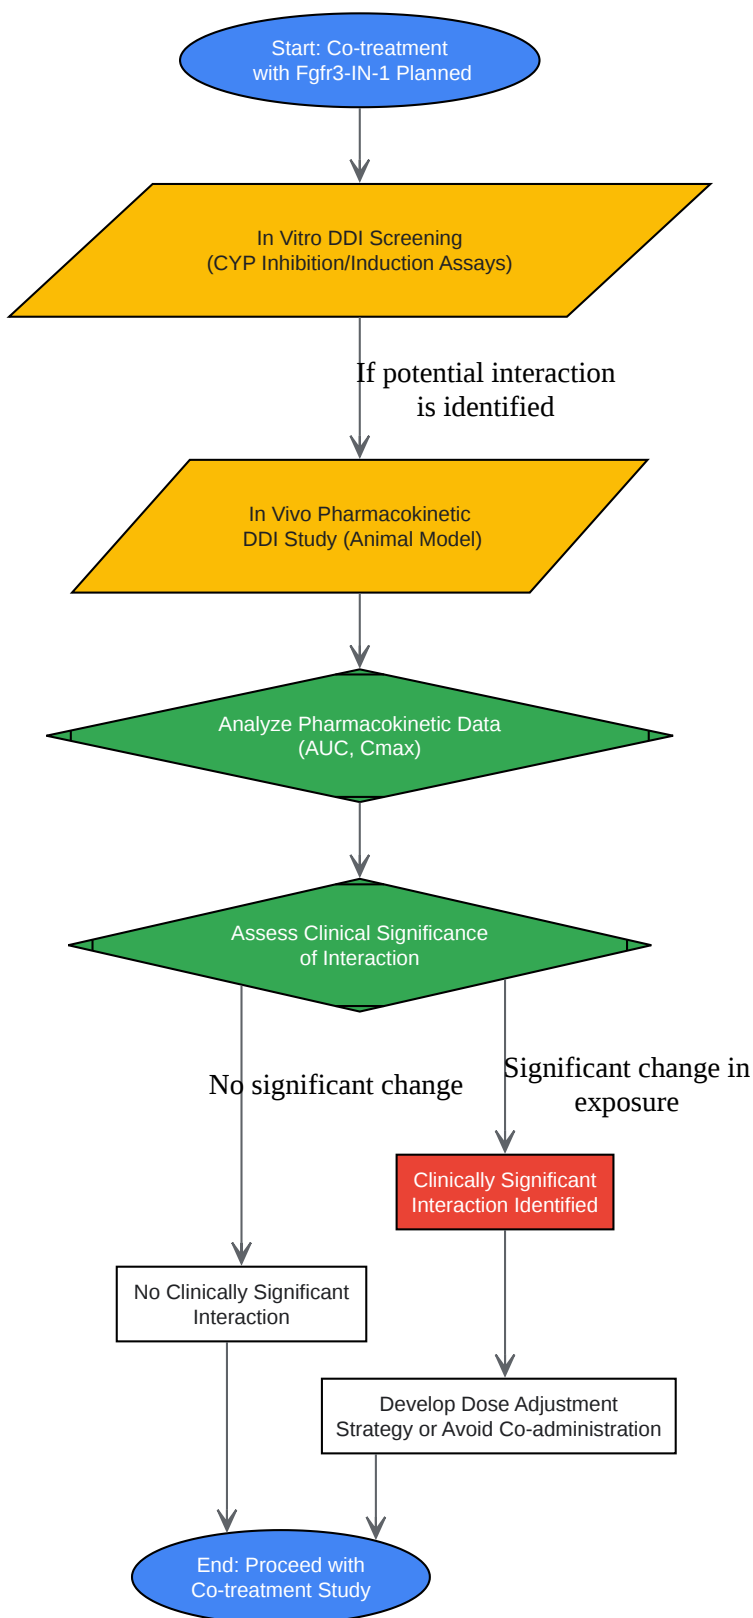 Start: Co-treatment
with Fgfr3-IN-1 Planned
In Vitro DDI Screening
(CYP Inhibition/Induction Assays)
If potential interaction
is identified
In Vivo Pharmacokinetic
DDI Study (Animal Model)
Analyze Pharmacokinetic Data
(AUC, Cmax)
Assess Clinical Significance
of Interaction
No significant change
Significant change in
exposure
Clinically Significant
Interaction Identified
No Clinically Significant
Interaction
Develop Dose Adjustment
Strategy or Avoid Co-administration
End: Proceed with
Co-treatment Study